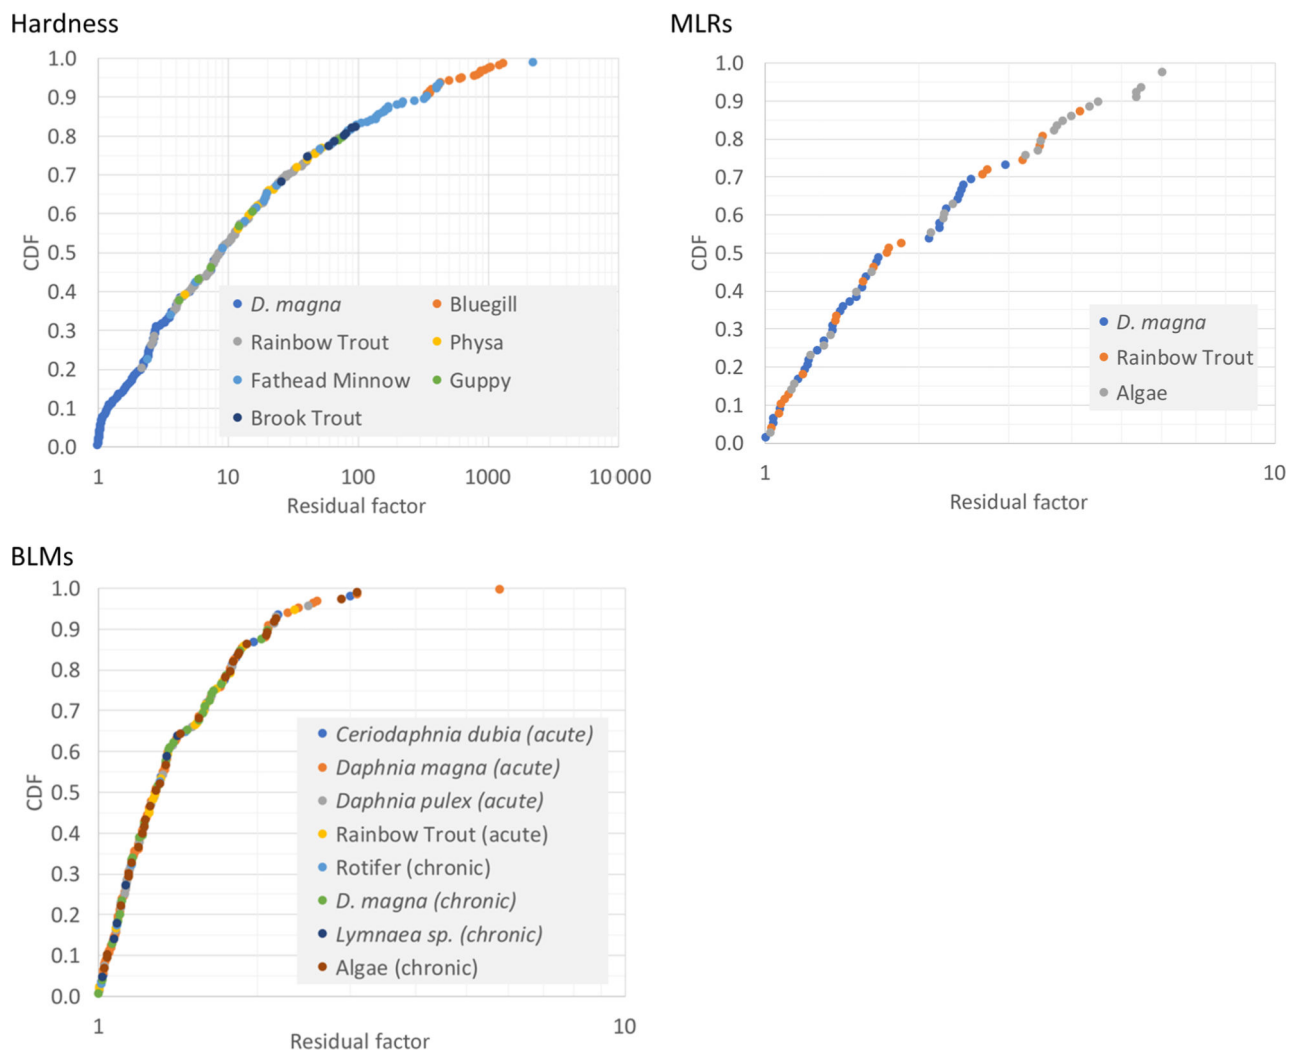 Hardness
1.0
0.9
0.8
0.7
0.6
0.5
0.4
0.3
0.2
0.1
0.0
CDF
D. magna
Bluegill
Rainbow Trout
Physa
Fathead Minnow
Guppy
Brook Trout
1 10 100 1000 10 000
Residual factor
MLRs
1.0
0.9
0.8
0.7
0.6
0.5
0.4
0.3
0.2
0.1
0.0
CDF
D. magna
Rainbow Trout
Algae
1 10
Residual factor
BLMs
1.0
0.9
0.8
0.7
0.6
0.5
0.4
0.3
0.2
0.1
0.0
CDF
Ceriodaphnia dubia (acute)
Daphnia magna (acute)
Daphnia pulex (acute)
Rainbow Trout (acute)
Rotifer (chronic)
D. magna (chronic)
Lymnaea sp. (chronic)
Algae (chronic)
1 10
Residual factor